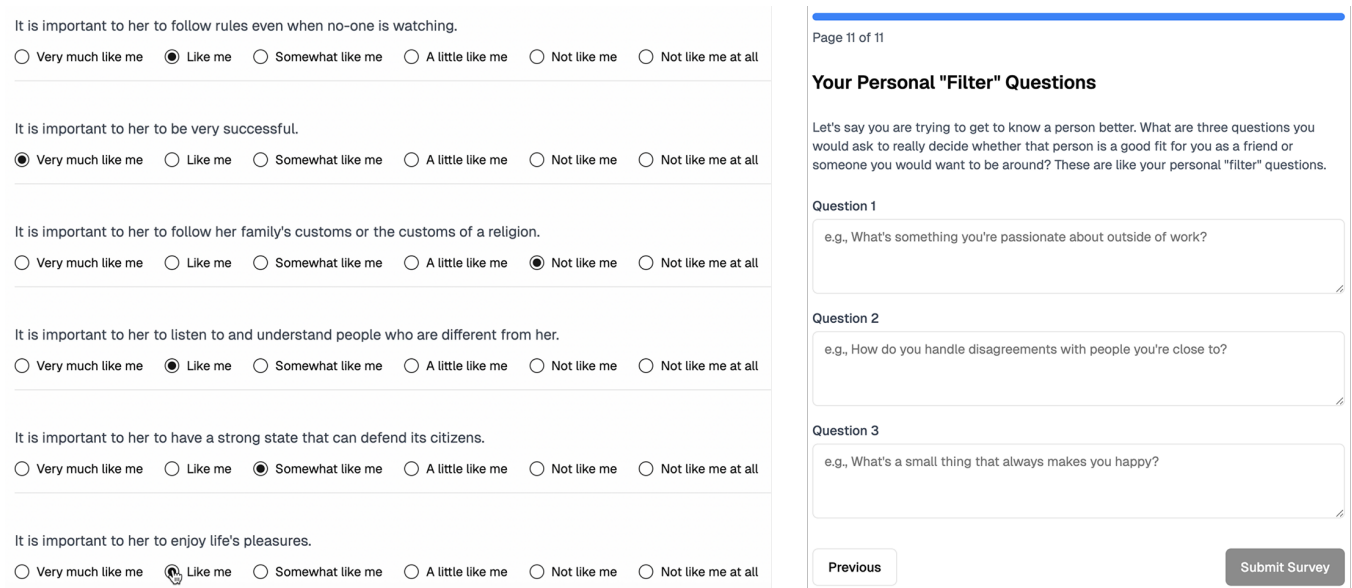 It is important to her to follow rules even when no-one is watching.
Very much like me Like me Somewhat like me A little like me Not like me Not like me at all
It is important to her to be very successful.
Very much like me Like me Somewhat like me A little like me Not like me Not like me at all
It is important to her to follow her family's customs or the customs of a religion.
Very much like me Like me Somewhat like me A little like me Not like me Not like me at all
It is important to her to listen to and understand people who are different from her.
Very much like me Like me Somewhat like me A little like me Not like me Not like me at all
It is important to her to have a strong state that can defend its citizens.
Very much like me Like me Somewhat like me A little like me Not like me Not like me at all
It is important to her to enjoy life's pleasures.
Very much like me Like me Somewhat like me A little like me Not like me Not like me at all
Page 11 of 11
Your Personal "Filter" Questions
Let's say you are trying to get to know a person better. What are three questions you
would ask to really decide whether that person is a good fit for you as a friend or
someone you would want to be around? These are like your personal "filter" questions.
Question 1
e.g., What's something you're passionate about outside of work?
Question 2
e.g., How do you handle disagreements with people you're close to?
Question 3
e.g., What's a small thing that always makes you happy?
Previous
Submit Survey